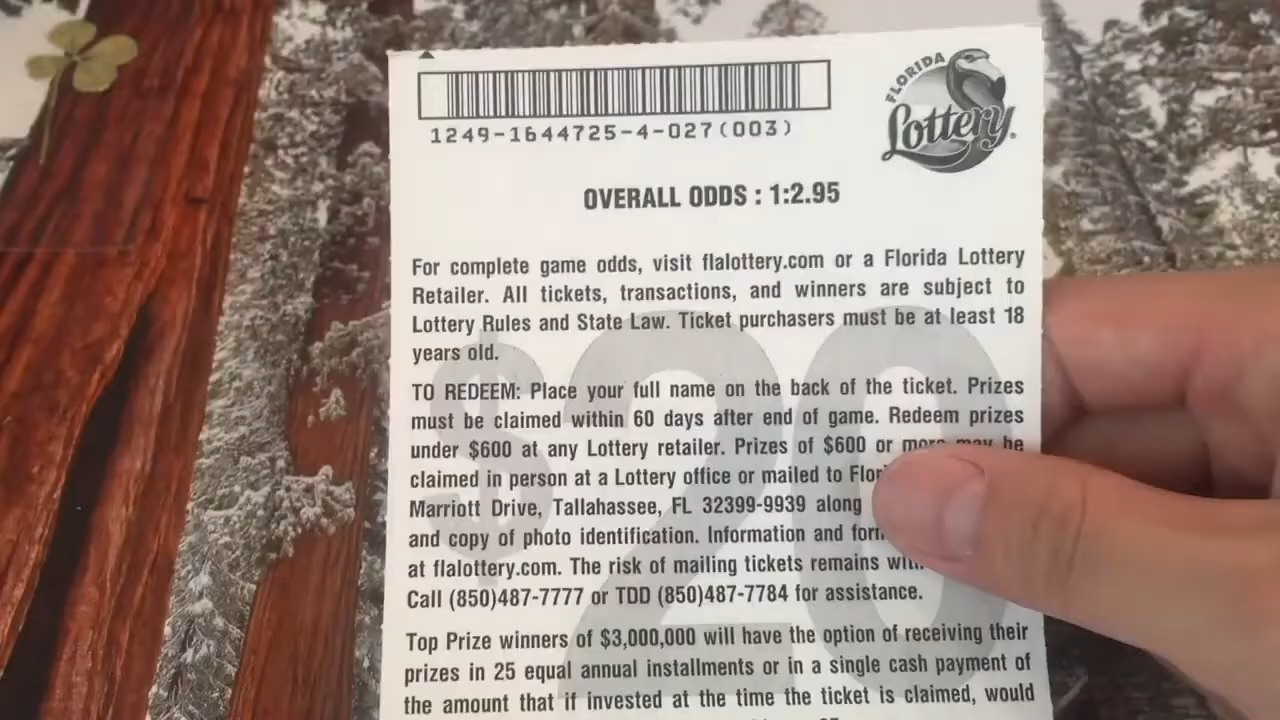 1249-1644725-4-027(003)
FLORIDA
Lottery®
OVERALL ODDS : 1:2.95
For complete game odds, visit flalottery.com or a Florida Lottery
Retailer. All tickets, transactions, and winners are subject to
Lottery Rules and State Law. Ticket purchasers must be at least 18
years old.
TO REDEEM: Place your full name on the back of the ticket. Prizes
must be claimed within 60 days after end of game. Redeem prizes
under $600 at any Lottery retailer. Prizes of $600 or more may be
claimed in person at a Lottery office or mailed to
Marriott Drive, Tallahassee, FL 32399-9939 along
and copy of photo identification. Information and
at flalottery.com. The risk of mailing tickets remains
Call (850)487-7777 or TDD (850)487-7784 for assistance.
Top Prize winners of $3,000,000 will have the option of receiving their
prizes in 25 equal annual installments or in a single cash payment of
the amount that if invested at the time the ticket is claimed, would
$20